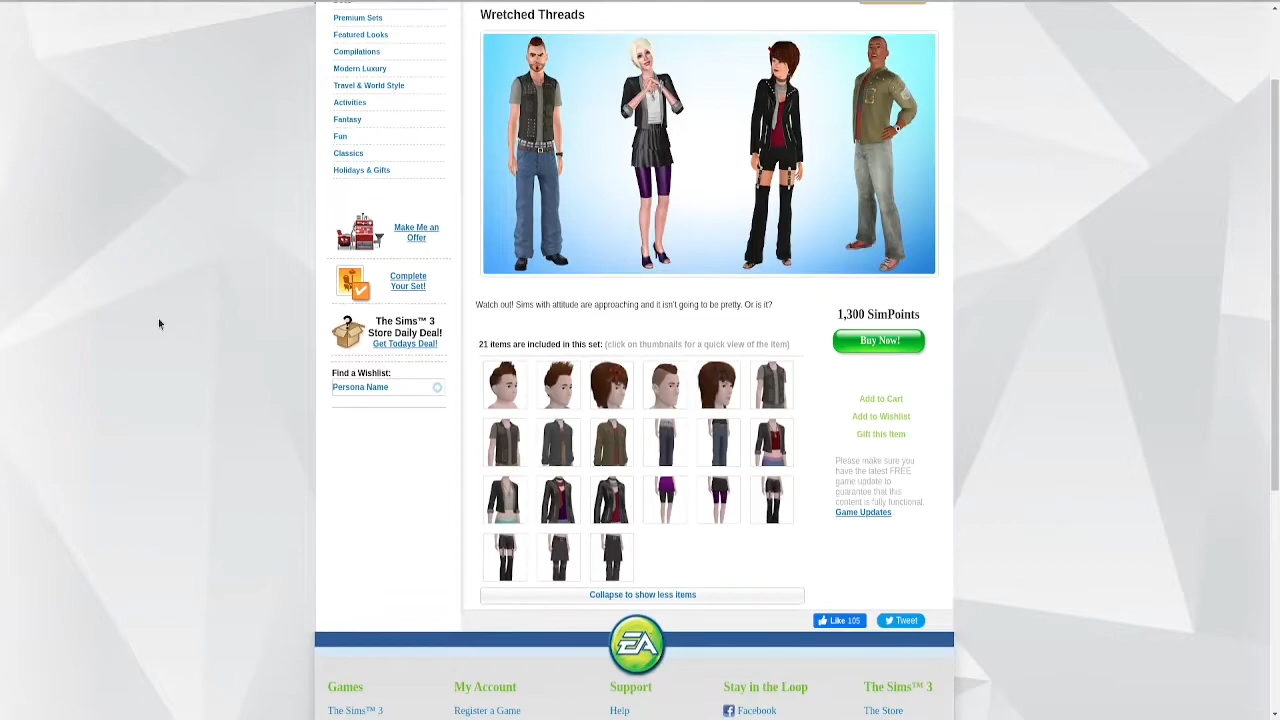 Wretched Threads
Premium Sets
Featured Looks
Compilations
Modern Luxury
Travel & World Style
Activities
Fantasy
Fun
Classics
Holidays & Gifts
Make Me an
Offer
Complete
Your Set!
The Sims™ 3
Store Daily Deal!
Get Todays Deal!
Find a Wishlist:
Persona Name
Watch out! Sims with attitude are approaching and it isn't going to be pretty. Or is it?
21 items are included in this set: (click on thumbnails for a quick view of the item)
Collapse to show less items
1,300 SimPoints
Buy Now!
Add to Cart
Add to Wishlist
Gift this Item
Please make sure you
have the latest FREE
game update to
guarantee that this
content is fully functional.
Game Updates
Like 105
Tweet
EA
Games
The Sims™ 3
My Account
Register a Game
Support
Help
Stay in the Loop
Facebook
The Sims™ 3
The Store